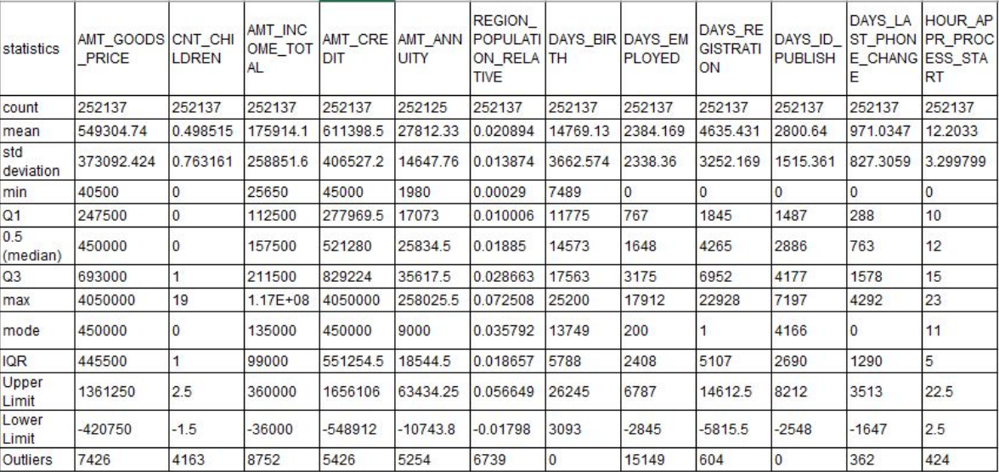 statistics AMT_GOODS_PRICE CNT_CHILDREN AMT_INCOME_TOTAL AMT_CREDIT AMT_ANNUITY REGION_POPULATION_RELATIVE DAYS_BIRTH DAYS_EMPLOYED DAYS_REGISTRATION DAYS_ID_PUBLISH DAYS_LAST_PHONE_CHANGE HOUR_APPR_PROCESS_START
count 252137 252137 252137 252137 252125 252137 252137 252137 252137 252137 252137 252137
mean 549304.74 0.498515 175914.1 611398.5 27812.33 0.020894 14769.13 2384.169 4635.431 2800.64 971.0347 12.2033
std deviation 373092.424 0.763161 258851.6 406527.2 14647.76 0.013874 3662.574 2338.36 3252.169 1515.361 827.3059 3.299799
min 40500 0 25650 45000 1980 0.00029 7489 0 0 0 0 0
Q1 247500 0 112500 277969.5 17073 0.010006 11775 767 1845 1487 288 10
0.5 (median) 450000 0 157500 521280 25834.5 0.01885 14573 1648 4265 2886 763 12
Q3 693000 1 211500 829224 35617.5 0.028663 17563 3175 6952 4177 1578 15
max 4050000 19 1.17E+08 4050000 258025.5 0.072508 25200 17912 22928 7197 4292 23
mode 450000 0 135000 450000 9000 0.035792 13749 200 1 4166 0 11
IQR 445500 1 99000 551254.5 18544.5 0.018657 5788 2408 5107 2690 1290 5
Upper Limit 1361250 2.5 360000 1656106 63434.25 0.056649 26245 6787 14612.5 8212 3513 22.5
Lower Limit -420750 -1.5 -36000 -548912 -10743.8 -0.01798 3093 -2845 -5815.5 -2548 -1647 2.5
Outliers 7426 4163 8752 5426 5254 6739 0 15149 604 0 362 424